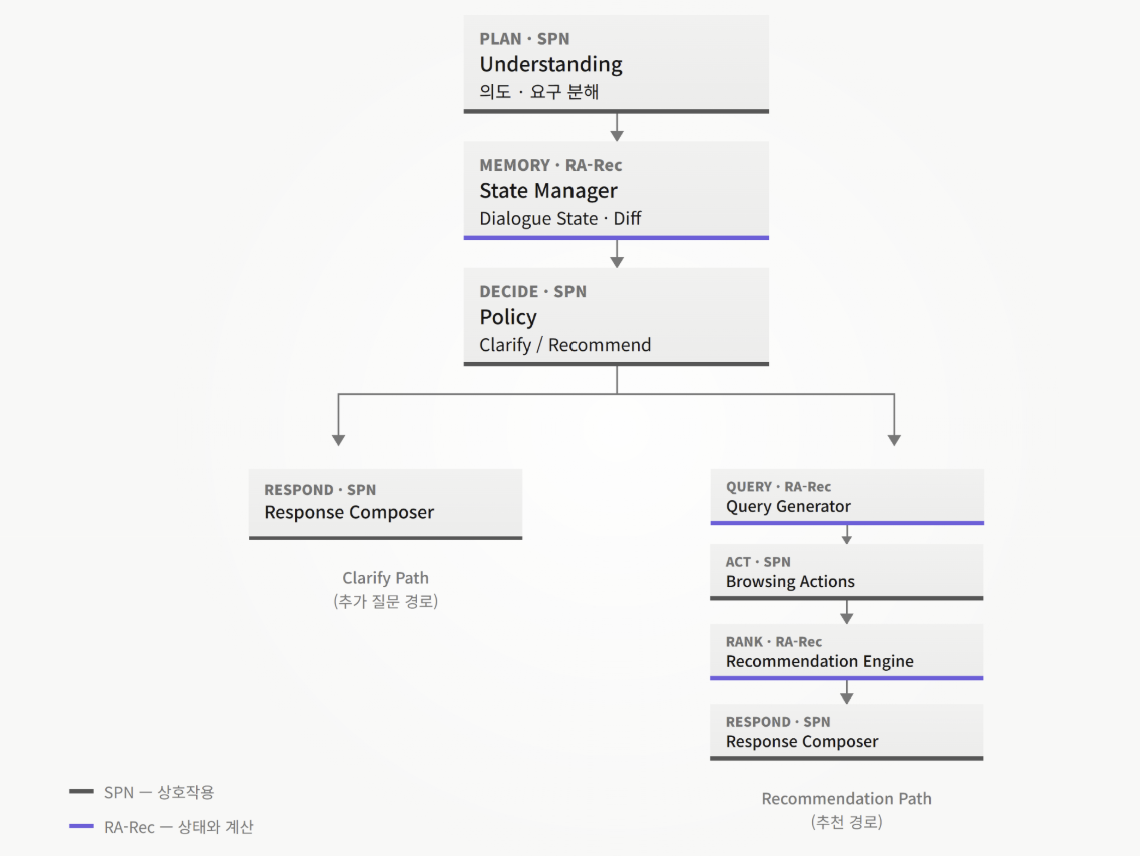 PLAN · SPN
Understanding
의도 · 요구 분해
MEMORY · RA-Rec
State Manager
Dialogue State · Diff
DECIDE · SPN
Policy
Clarify / Recommend
RESPOND · SPN
Response Composer
Clarify Path
(추가 질문 경로)
QUERY · RA-Rec
Query Generator
ACT · SPN
Browsing Actions
RANK · RA-Rec
Recommendation Engine
RESPOND · SPN
Response Composer
Recommendation Path
(추천 경로)
SPN — 상호작용
RA-Rec — 상태와 계산